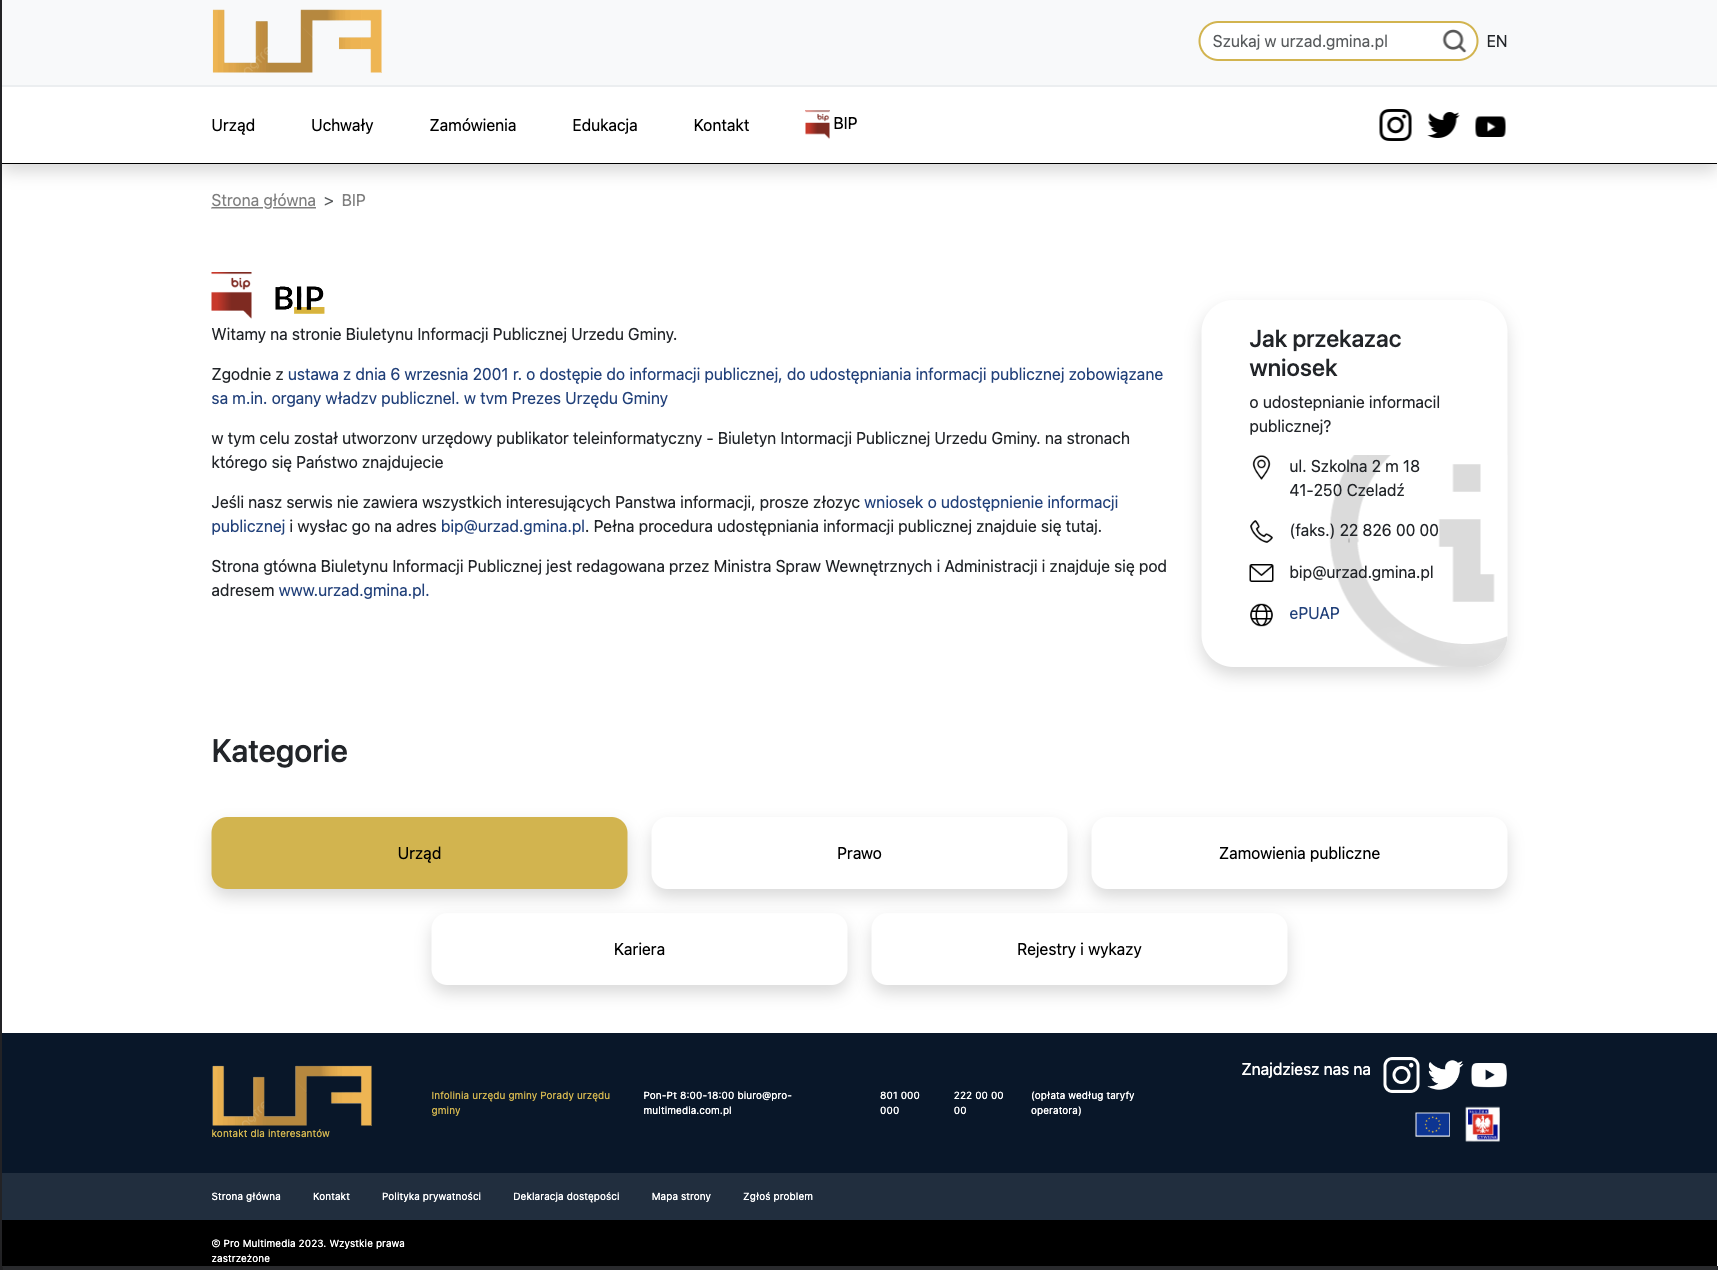 WA
Szukaj w urzad.gmina.pl
EN
Urząd
Uchwały
Zamówienia
Edukacja
Kontakt
bip
BIP
Strona główna > BIP
bip
BIP
Witamy na stronie Biuletynu Informacji Publicznej Urzedu Gminy.
Zgodnie z ustawa z dnia 6 wrzesnia 2001 r. o dostępie do informacji publicznej, do udostępniania informacji publicznej zobowiązane
sa m.in. organy władzv publicznel. w tvm Prezes Urzędu Gminy
w tym celu został utworzonv urzędowy publikator teleinformatyczny - Biuletyn Intormacji Publicznej Urzedu Gminy. na stronach
którego się Państwo znajdujecie
Jeśli nasz serwis nie zawiera wszystkich interesujących Panstwa informacji, prosze złozyc wniosek o udostępnienie informacji
publicznej i wysłac go na adres bip@urzad.gmina.pl. Pełna procedura udostępniania informacji publicznej znajduie się tutaj.
Strona gtówna Biuletynu Informacji Publicznej jest redagowana przez Ministra Spraw Wewnętrznych i Administracji i znajduje się pod
adresem www.urzad.gmina.pl.
Jak przekazac
wniosek
o udostepnianie informacil
publicznej?
ul. Szkolna 2 m 18
41-250 Czeladź
(faks.) 22 826 00 00
bip@urzad.gmina.pl
ePUAP
Kategorie
Urząd
Prawo
Zamowienia publiczne
Kariera
Rejestry i wykazy
WA
kontakt dla interesantów
Infolinia urzędu gminy Porady urzędu
gminy
Pon-Pt 8:00-18:00 biuro@pro-
multimedia.com.pl
801 000
000
222 00 00
00
(opłata według taryfy
operatora)
Znajdziesz nas na
Strona główna
Kontakt
Polityka prywatności
Deklaracja dostępości
Mapa strony
Zgłoś problem
© Pro Multimedia 2023. Wzystkie prawa
zastrzeżone